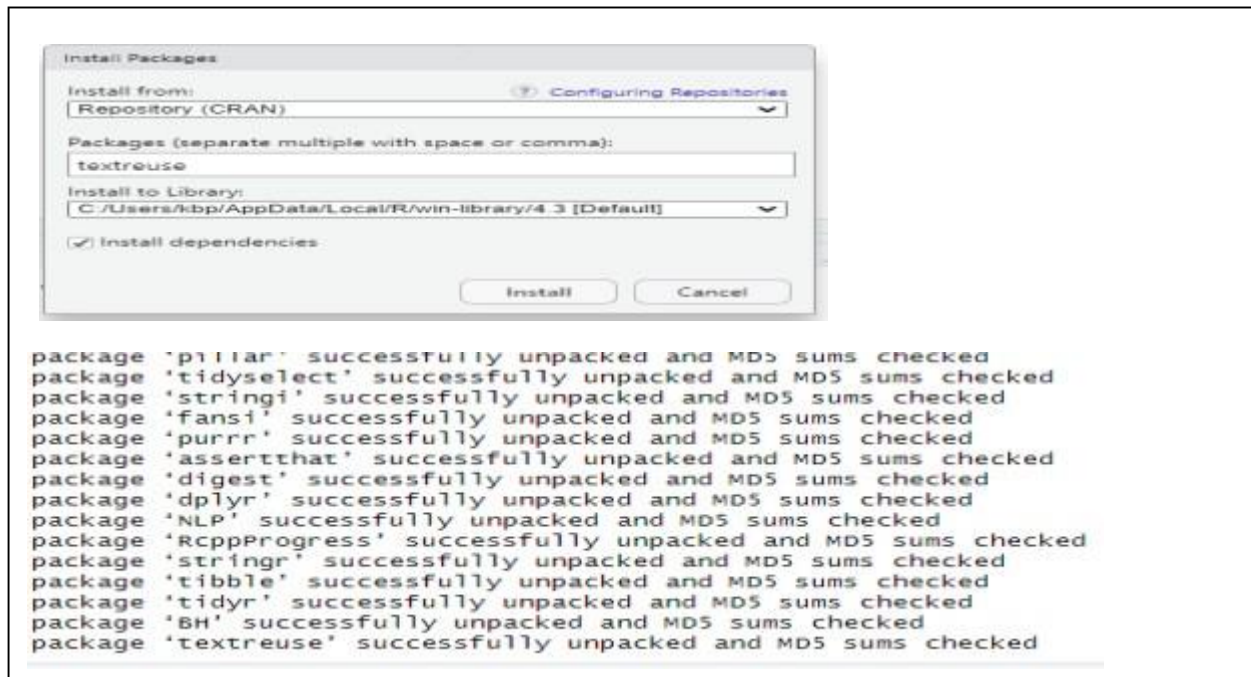 Install Packages
Install from:
? Configuring Repositories
Repository (CRAN)
Packages (separate multiple with space or comma):
textreuse
Install to Library:
C:/Users/kbp/AppData/Local/R/win-library/4.3 [Default]
Install dependencies
Install Cancel
package 'pillar' successfully unpacked and MD5 sums checked
package 'tidyselect' successfully unpacked and MD5 sums checked
package 'stringi' successfully unpacked and MD5 sums checked
package 'fansi' successfully unpacked and MD5 sums checked
package 'purrr' successfully unpacked and MD5 sums checked
package 'assertthat' successfully unpacked and MD5 sums checked
package 'digest' successfully unpacked and MD5 sums checked
package 'dplyr' successfully unpacked and MD5 sums checked
package 'NLP' successfully unpacked and MD5 sums checked
package 'RcppProgress' successfully unpacked and MD5 sums checked
package 'stringr' successfully unpacked and MD5 sums checked
package 'tibble' successfully unpacked and MD5 sums checked
package 'tidyr' successfully unpacked and MD5 sums checked
package 'BH' successfully unpacked and MD5 sums checked
package 'textreuse' successfully unpacked and MD5 sums checked